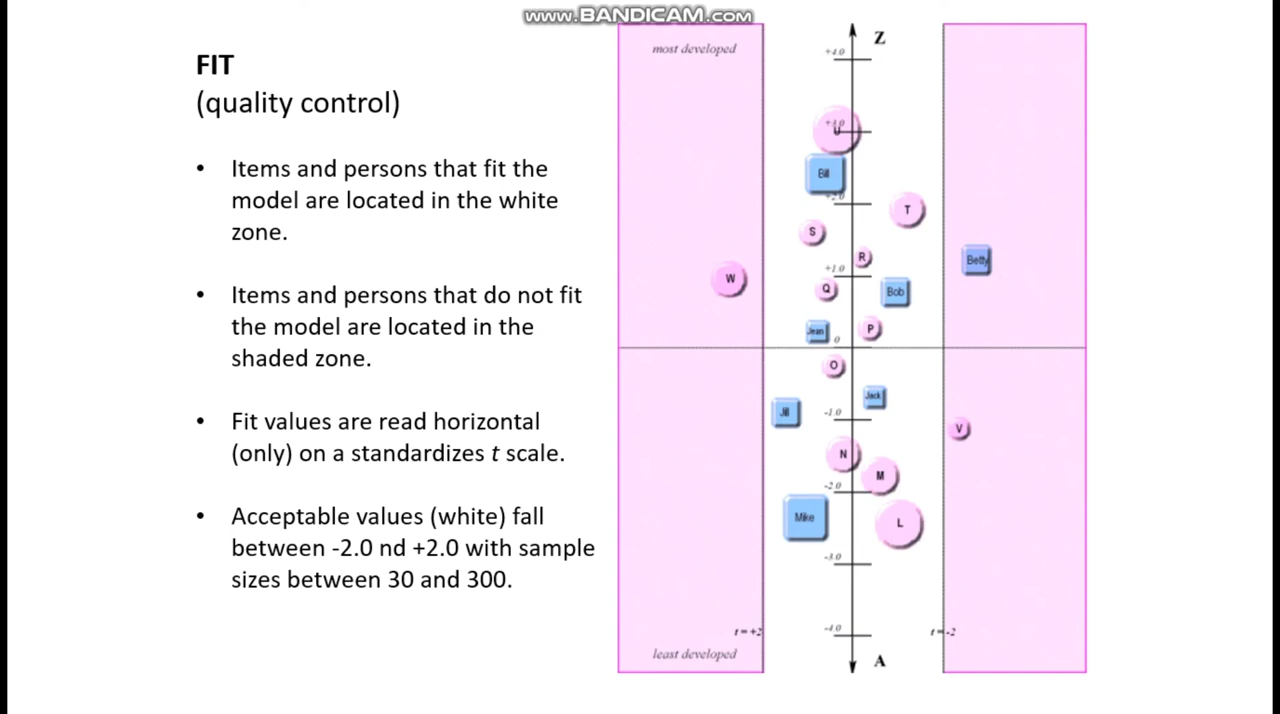 www.BANDICAM.com
FIT
(quality control)
• Items and persons that fit the
model are located in the white
zone.
• Items and persons that do not fit
the model are located in the
shaded zone.
• Fit values are read horizontal
(only) on a standardizes t scale.
• Acceptable values (white) fall
between -2.0 nd +2.0 with sample
sizes between 30 and 300.
most developed
Z
+4.0
+3.0
U
Bill
+2.0
T
S
R
Betty
+1.0
W
Q
Bob
Jean
P
0
O
Jack
Jill
-1.0
V
N
M
-2.0
Mike
L
-3.0
-4.0
t = +2
t = -2
least developed
A